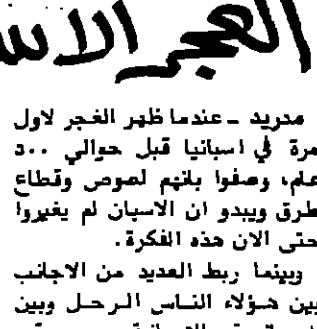 الغجر الاس
مدريد ـ عندما ظهر الغجر لاول
مرة في اسبانيا قبل حوالي ٥٠٠
عام، وصفوا بانهم لصوص وقطاع
طرق ويبدو ان الاسبان لم يغيروا
حتى الان هذه الفكرة.
وبينما ربط العديد من الاجانب
بين هؤلاء الناس الرحل وبين